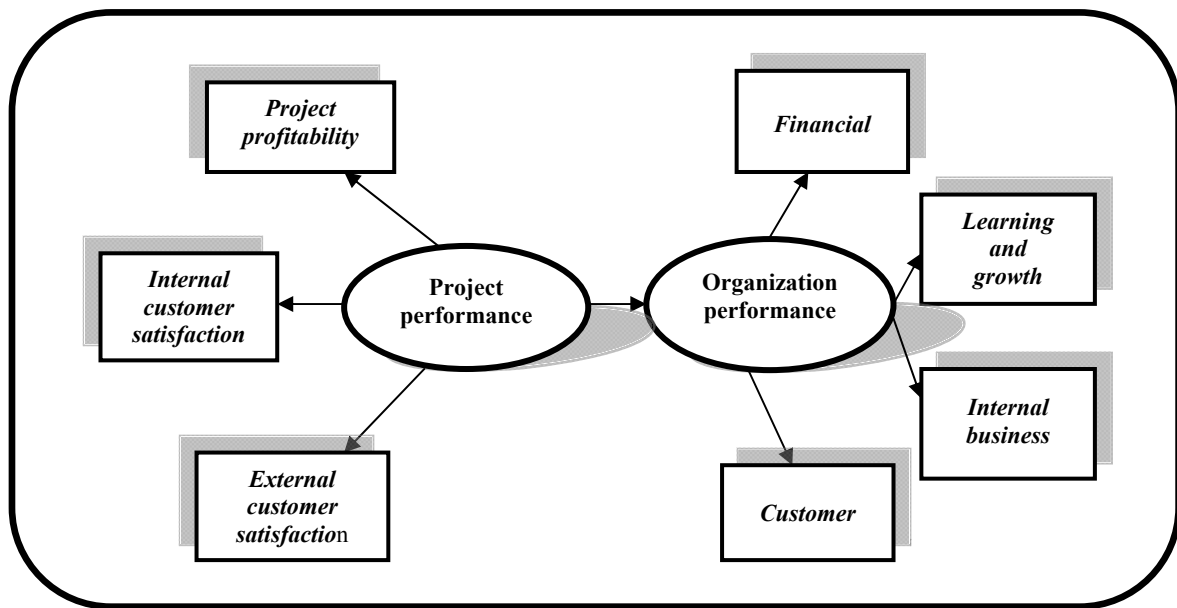 Project
profitability
Financial
Learning
and
growth
Internal
customer
satisfaction
Project
performance
Organization
performance
Internal
business
External
customer
satisfaction
Customer